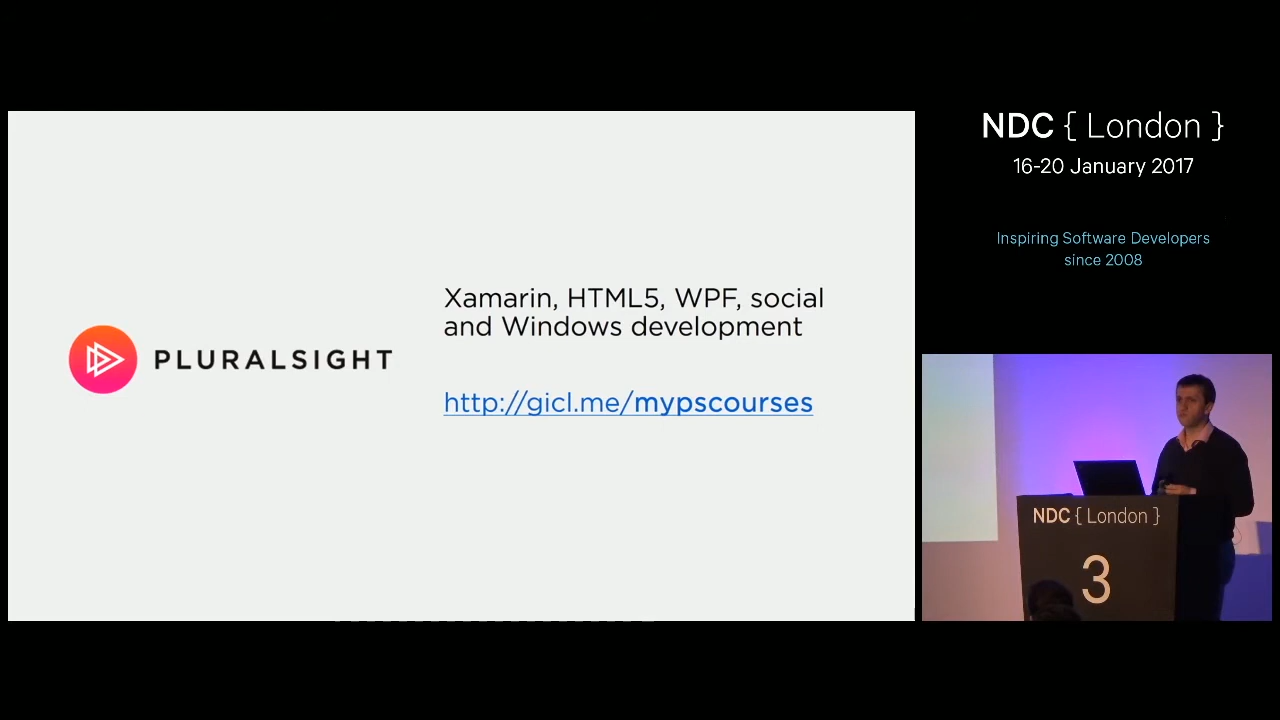 Xamarin, HTML5, WPF, social
and Windows development
PLURALSIGHT
http://gicl.me/mypscourses
NDC { London }
16-20 January 2017
Inspiring Software Developers
since 2008
NDC { London }
3